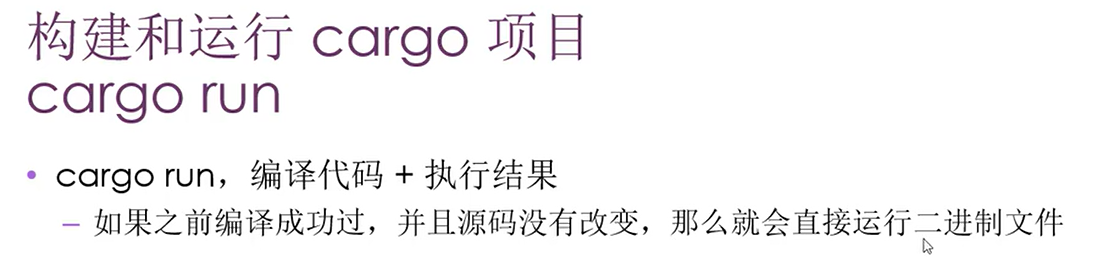 构建和运行 cargo 项目
cargo run
• cargo run，编译代码 + 执行结果
– 如果之前编译成功过，并且源码没有改变，那么就会直接运行二进制文件